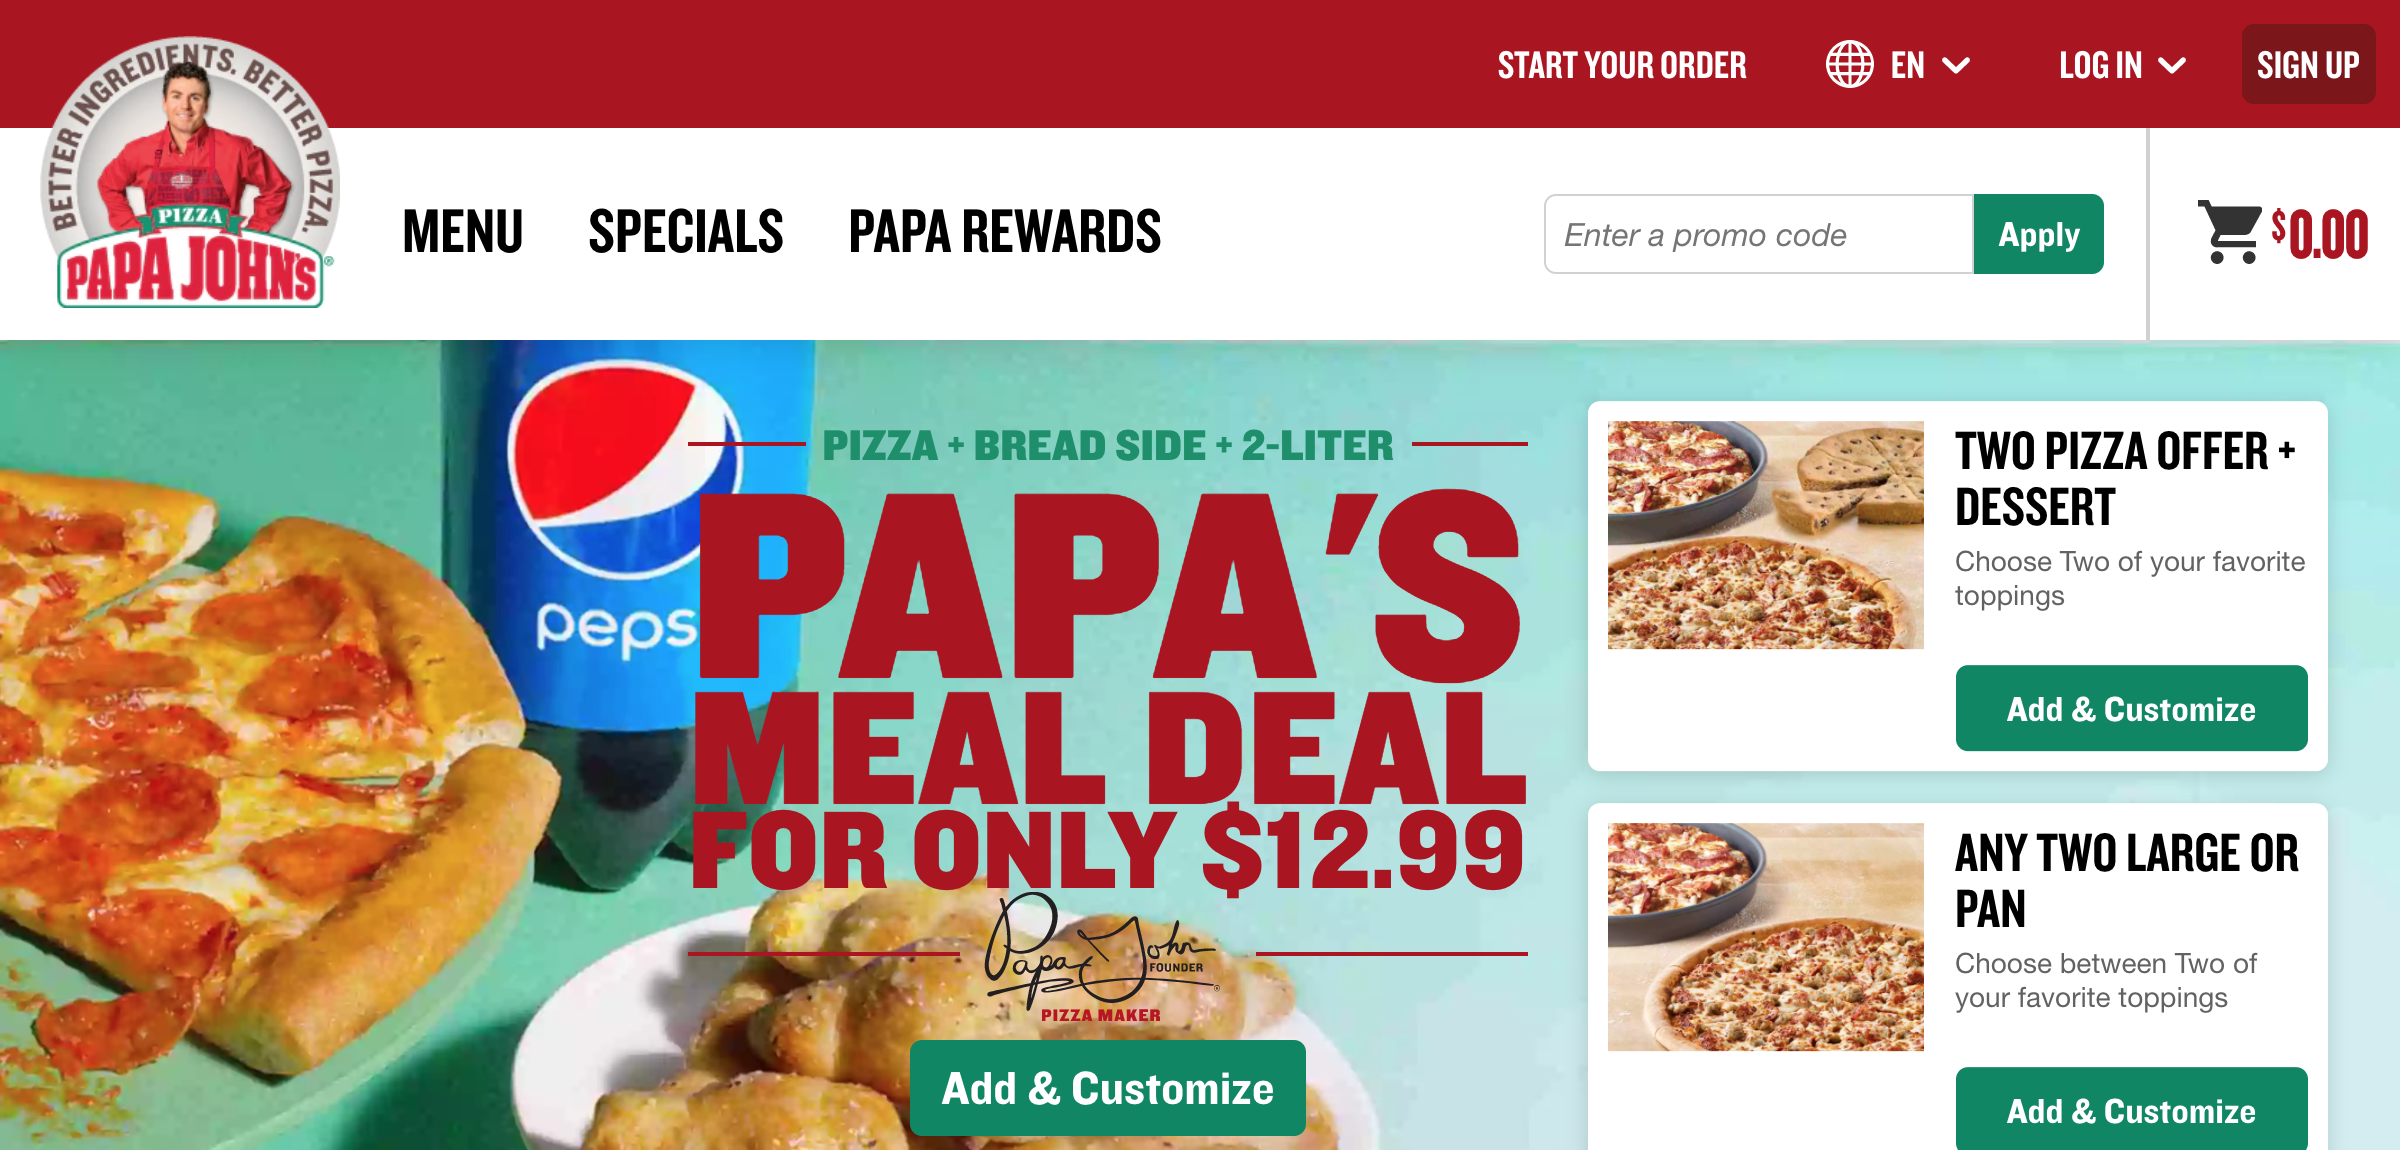 START YOUR ORDER
EN
LOG IN
SIGN UP
BETTER INGREDIENTS. BETTER PIZZA.
PIZZA
PAPA JOHN'S®
MENU
SPECIALS
PAPA REWARDS
Enter a promo code
Apply
$0.00
peps
PIZZA + BREAD SIDE + 2-LITER
PAPA'S
MEAL DEAL
FOR ONLY $12.99
Papa John
FOUNDER
®
PIZZA MAKER
Add & Customize
TWO PIZZA OFFER +
DESSERT
Choose Two of your favorite
toppings
Add & Customize
ANY TWO LARGE OR
PAN
Choose between Two of
your favorite toppings
Add & Customize